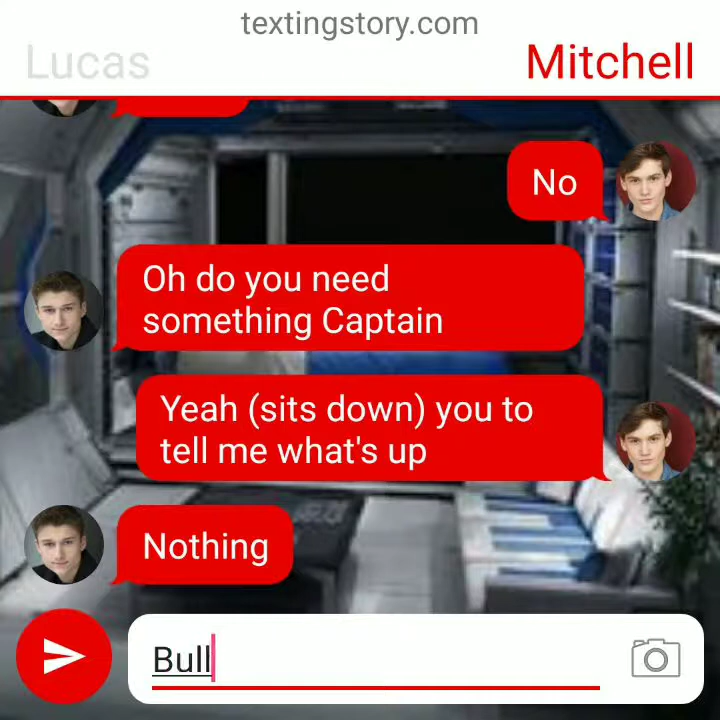 textingstory.com
Lucas
Mitchell
No
Oh do you need
something Captain
Yeah (sits down) you to
tell me what's up
Nothing
Bull